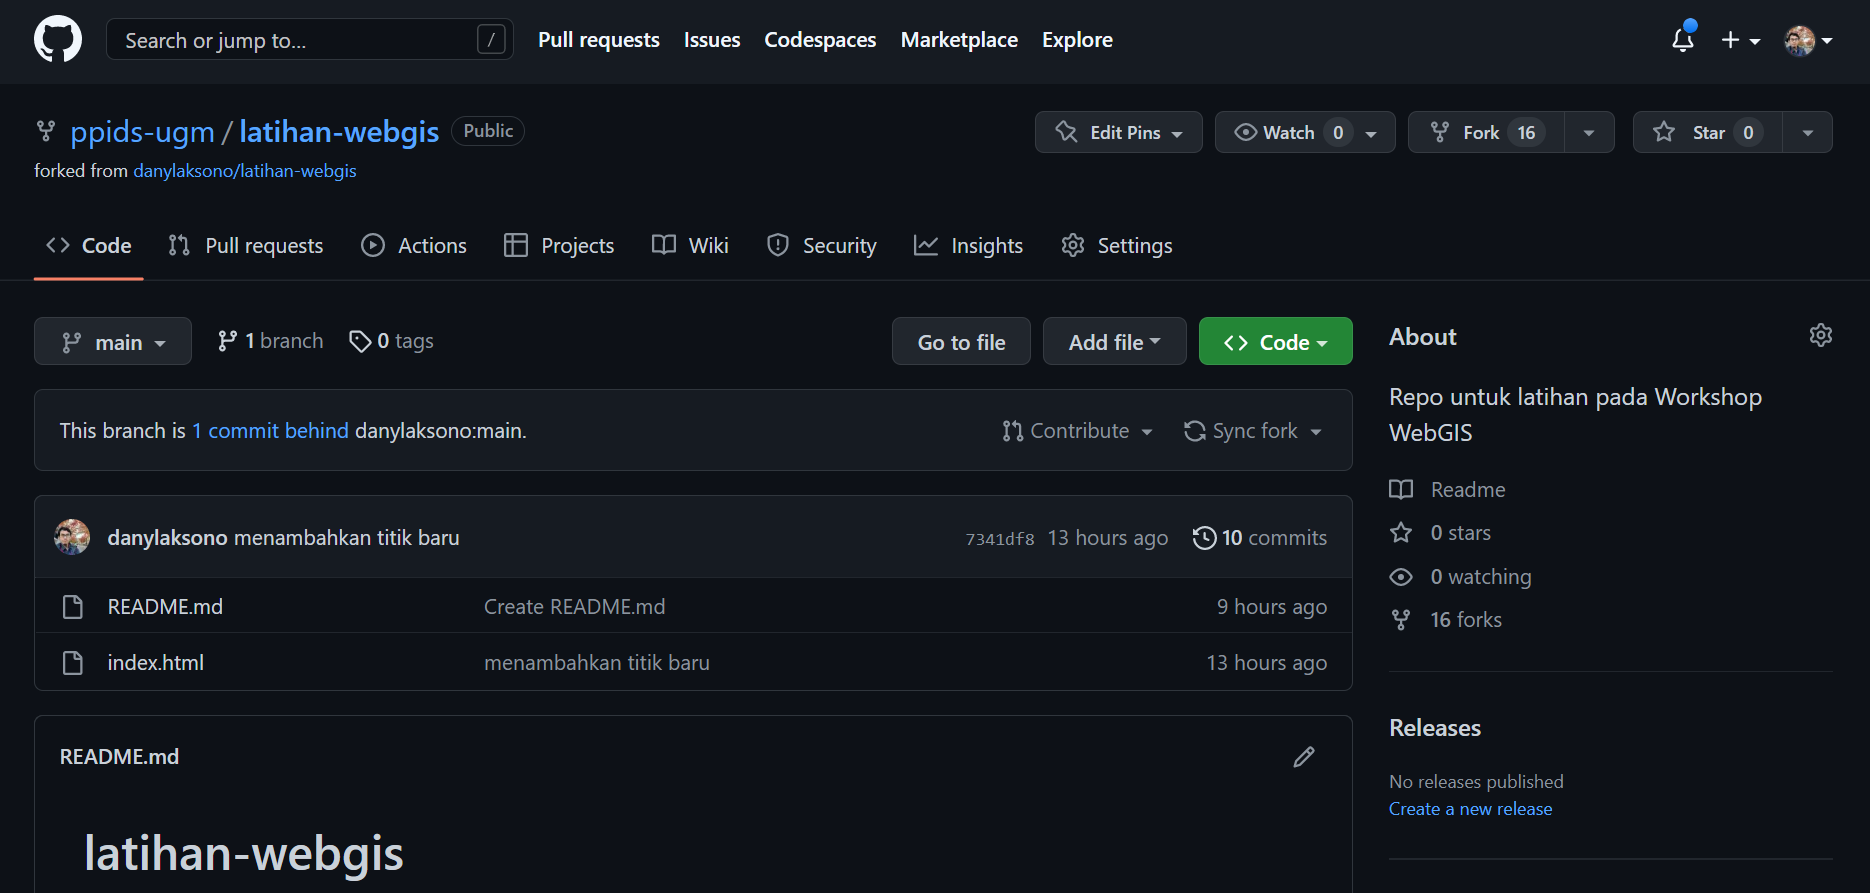 Search or jump to... / Pull requests Issues Codespaces Marketplace Explore
ppids-ugm / latihan-webgis Public Edit Pins Watch 0 Fork 16 Star 0
forked from danylaksono/latihan-webgis
Code Pull requests Actions Projects Wiki Security Insights Settings
main 1 branch 0 tags Go to file Add file Code
This branch is 1 commit behind danylaksono:main. Contribute Sync fork
danylaksono menambahkan titik baru 7341df8 13 hours ago 10 commits
README.md Create README.md 9 hours ago
index.html menambahkan titik baru 13 hours ago
README.md
latihan-webgis
About
Repo untuk latihan pada Workshop
WebGIS
Readme
0 stars
0 watching
16 forks
Releases
No releases published
Create a new release